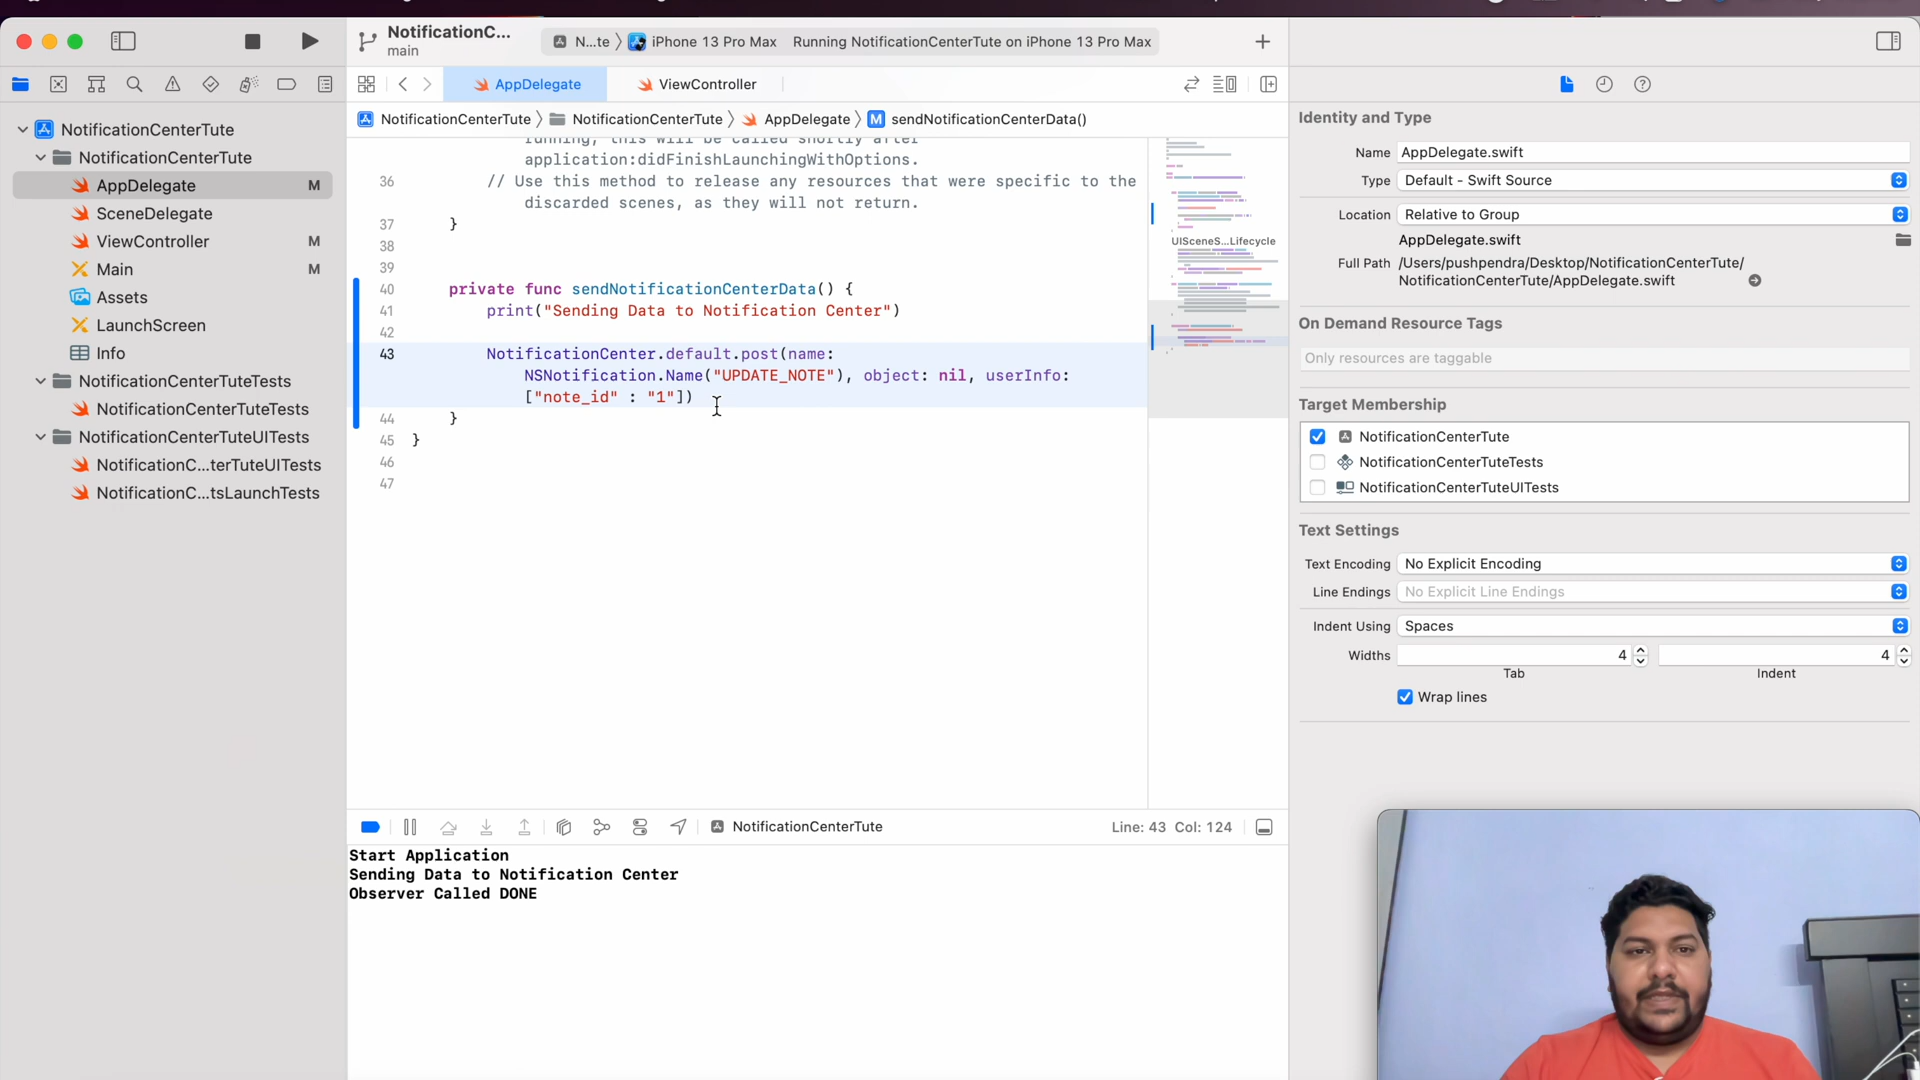 NotificationC...
main
N...te
iPhone 13 Pro Max
Running NotificationCenterTute on iPhone 13 Pro Max
AppDelegate
ViewController
NotificationCenterTute
NotificationCenterTute
AppDelegate
M
sendNotificationCenterData()
NotificationCenterTute
NotificationCenterTute
AppDelegate M
SceneDelegate
ViewController M
Main M
Assets
LaunchScreen
Info
NotificationCenterTuteTests
NotificationCenterTuteTests
NotificationCenterTuteUITests
NotificationC...terTuteUITests
NotificationC...tsLaunchTests
running, this will be called shortly after
application:didFinishLaunchingWithOptions.
36 // Use this method to release any resources that were specific to the
discarded scenes, as they will not return.
37 }
38
39
40 private func sendNotificationCenterData() {
41 print("Sending Data to Notification Center")
42
43 NotificationCenter.default.post(name:
NSNotification.Name("UPDATE_NOTE"), object: nil, userInfo:
["note_id" : "1"])
44 }
45 }
46
47
UISceneS...Lifecycle
NotificationCenterTute
Line: 43 Col: 124
Start Application
Sending Data to Notification Center
Observer Called DONE
Identity and Type
Name AppDelegate.swift
Type Default - Swift Source
Location Relative to Group
AppDelegate.swift
Full Path /Users/pushpendra/Desktop/NotificationCenterTute/
NotificationCenterTute/AppDelegate.swift
On Demand Resource Tags
Only resources are taggable
Target Membership
NotificationCenterTute
NotificationCenterTuteTests
NotificationCenterTuteUITests
Text Settings
Text Encoding No Explicit Encoding
Line Endings No Explicit Line Endings
Indent Using Spaces
Widths 4 4
Tab Indent
Wrap lines